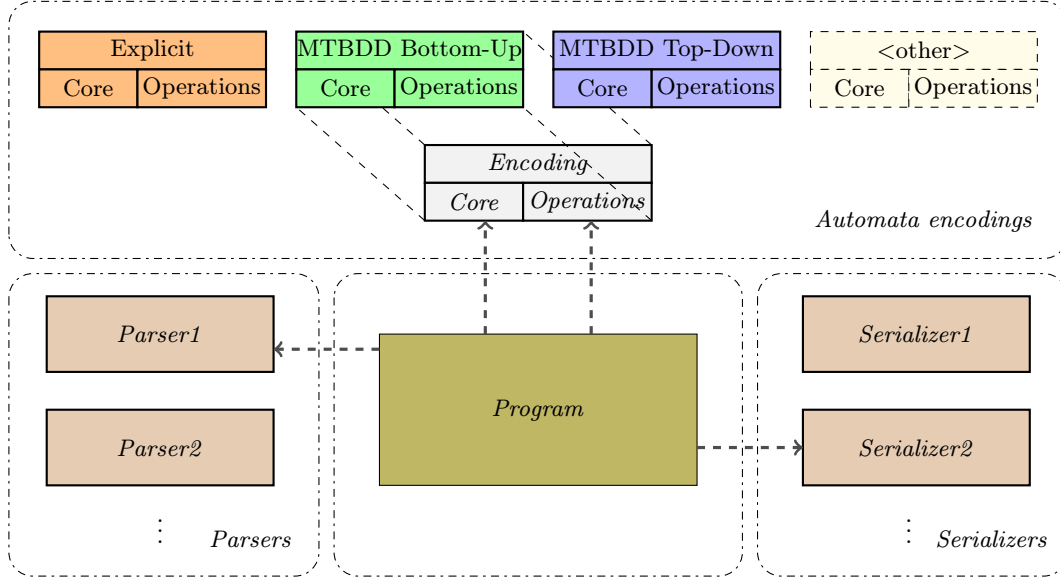 Explicit
Core Operations
MTBDD Bottom-Up
Core Operations
MTBDD Top-Down
Core Operations
<other>
Core Operations
Encoding
Core Operations
Automata encodings
Parser1
Parser2
⋮
Parsers
Program
Serializer1
Serializer2
⋮
Serializers